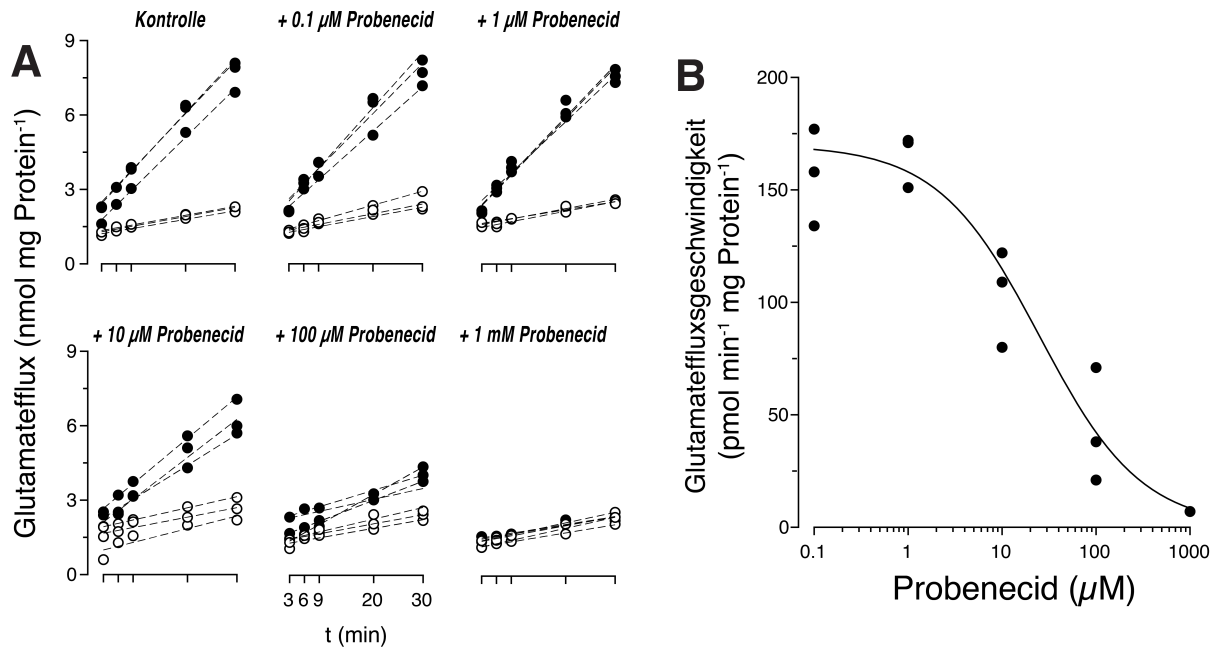 A
Kontrolle
+ 0.1 µM Probenecid
+ 1 µM Probenecid
9
6
3
0
+ 10 µM Probenecid
+ 100 µM Probenecid
+ 1 mM Probenecid
9
6
3
0
Glutamatefflux (nmol mg Protein⁻¹)
3 6 9 20 30
t (min)
B
200
150
100
50
0
Glutamateffluxsgeschwindigkeit
(pmol min⁻¹ mg Protein⁻¹)
0.1 1 10 100 1000
Probenecid (µM)